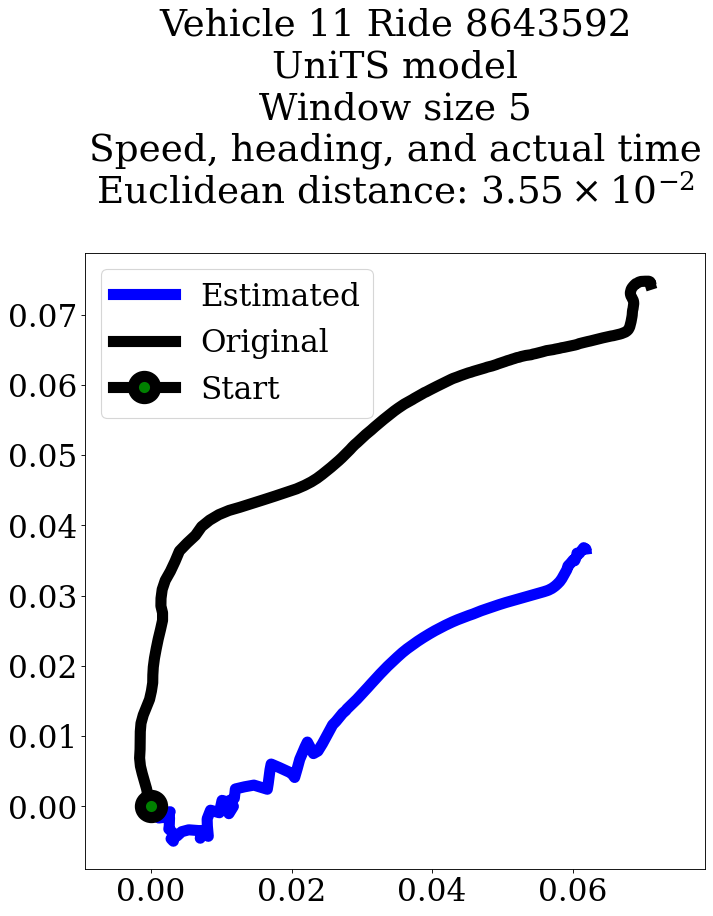 Vehicle 11 Ride 8643592
UniTS model
Window size 5
Speed, heading, and actual time
Euclidean distance: 3.55 × 10⁻²
Estimated
Original
Start
0.07
0.06
0.05
0.04
0.03
0.02
0.01
0.00
0.00 0.02 0.04 0.06